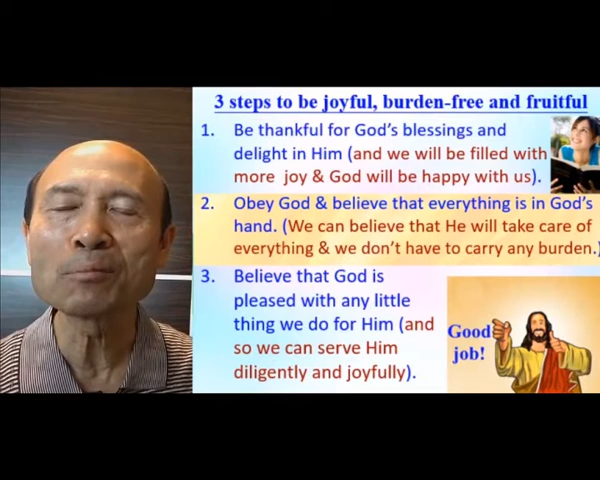 3 steps to be joyful, burden-free and fruitful
1. Be thankful for God's blessings and
delight in Him (and we will be filled with
more joy & God will be happy with us).
2. Obey God & believe that everything is in God's
hand. (We can believe that He will take care of
everything & we don't have to carry any burden.)
3. Believe that God is
pleased with any little
thing we do for Him (and
so we can serve Him
diligently and joyfully).
Good
job!